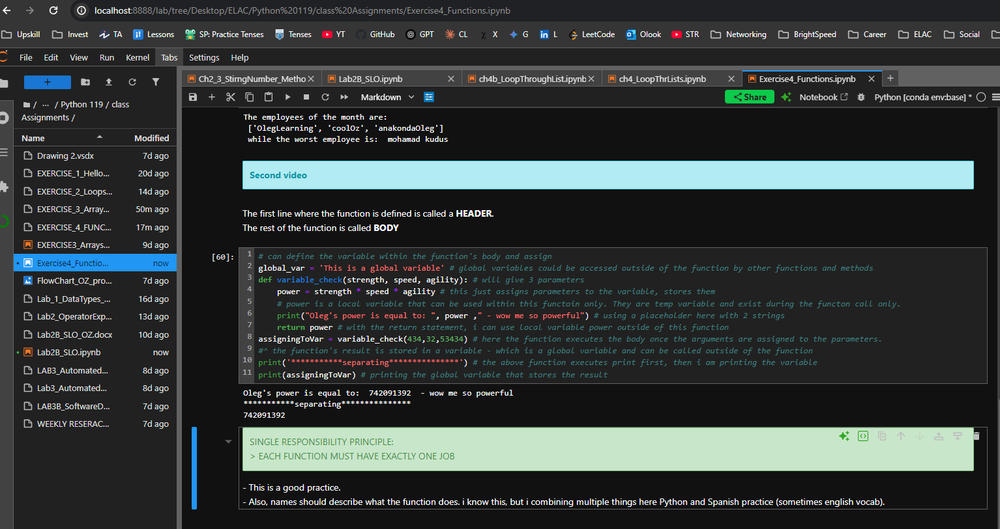 localhost:8888/lab/tree/Desktop/ELAC/Python%20119/class%20Assignments/Exercise4_Functions.ipynb
Upskill Invest TA Lessons SP: Practice Tenses Tenses YT GitHub GPT CL X G L LeetCode Olook STR Networking BrightSpeed Career ELAC Social
File Edit View Run Kernel Tabs Settings Help
Ch2_3_StirngNumber_Metho Lab2B_SLO.ipynb ch4b_LoopThroughList.ipynb ch4_LoopThrLists.ipynb Exercise4_Functions.ipynb
Markdown Share Notebook Python [conda env:base] *
/ ... / Python 119 / class
Assignments /
Name Modified
Drawing 2.vsdx 7d ago
EXERCISE_1_Hello... 20d ago
EXERCISE_2_Loops... 14d ago
EXERCISE_3_Array... 50m ago
EXERCISE_4_FUNC... 17m ago
EXERCISE3_Arrays... 9d ago
Exercise4_Functio... now
FlowChart_OZ_pro... 7d ago
Lab_1_DataTypes_... 16d ago
Lab2_OperatorExp... 13d ago
Lab2B_SLO_OZ.docx 10d ago
Lab2B_SLO.ipynb now
LAB3_Automated... 8d ago
Lab3_Automated... 8d ago
LAB3B_SoftwareD... 7d ago
WEEKLY RESERAC... 7d ago
The employees of the month are:
['OlegLearning', 'coolOz', 'anakondaOleg']
while the worst employee is:  mohamad kudus
Second video
The first line where the function is defined is called a HEADER.
The rest of the function is called BODY
[60]:
1 # can define the variable within the function's body and assign
2 global_var = 'This is a global variable' # global variables could be accessed outside of the function by other functions and methods
3 def variable_check(strength, speed, agility): # will give 3 parameters
4     power = strength * speed * agility # this just assigns parameters to the variable, stores them
5     # power is a local variable that can be used within this functoin only. They are temp variable and exist during the functon call only.
6     print("Oleg's power is equal to: ", power ," - wow me so powerful") # using a placeholder here with 2 strings
7     return power # with the return statement, i can use local variable power outside of this function
8 assigningToVar = variable_check(434,32,53434) # here the function executes the body once the arguments are assigned to the parameters.
9 #^ the function's result is stored in a variable - which is a global variable and can be called outside of the function
10 print('***********separating***************') # the above function executes print first, then i am printing the variable
11 print(assigningToVar) # printing the global variable that stores the result
Oleg's power is equal to:  742091392  - wow me so powerful
***********separating***************
742091392
SINGLE RESPONSIBILITY PRINCIPLE:
> EACH FUNCTION MUST HAVE EXACTLY ONE JOB
- This is a good practice.
- Also, names should describe what the function does. i know this, but i combining multiple things here Python and Spanish practice (sometimes english vocab).